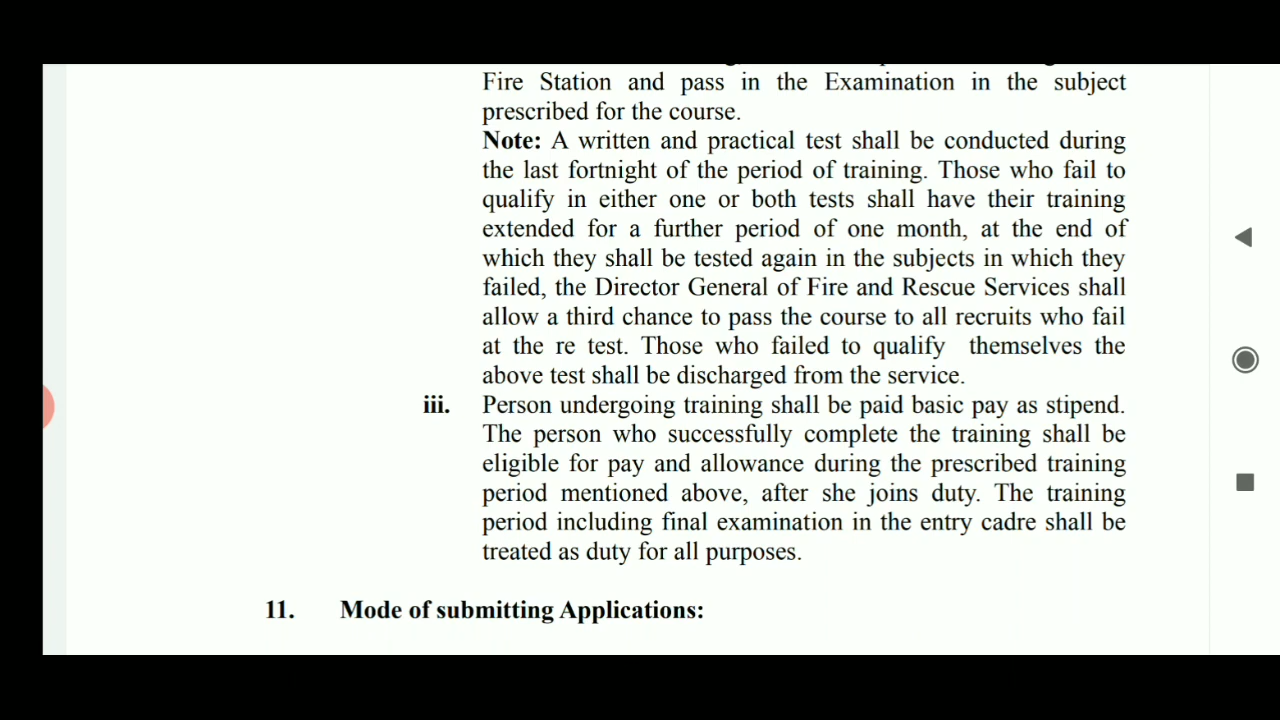 Fire Station and pass in the Examination in the subject
prescribed for the course.
Note: A written and practical test shall be conducted during
the last fortnight of the period of training. Those who fail to
qualify in either one or both tests shall have their training
extended for a further period of one month, at the end of
which they shall be tested again in the subjects in which they
failed, the Director General of Fire and Rescue Services shall
allow a third chance to pass the course to all recruits who fail
at the re test. Those who failed to qualify themselves the
above test shall be discharged from the service.
iii. Person undergoing training shall be paid basic pay as stipend.
The person who successfully complete the training shall be
eligible for pay and allowance during the prescribed training
period mentioned above, after she joins duty. The training
period including final examination in the entry cadre shall be
treated as duty for all purposes.
11. Mode of submitting Applications: